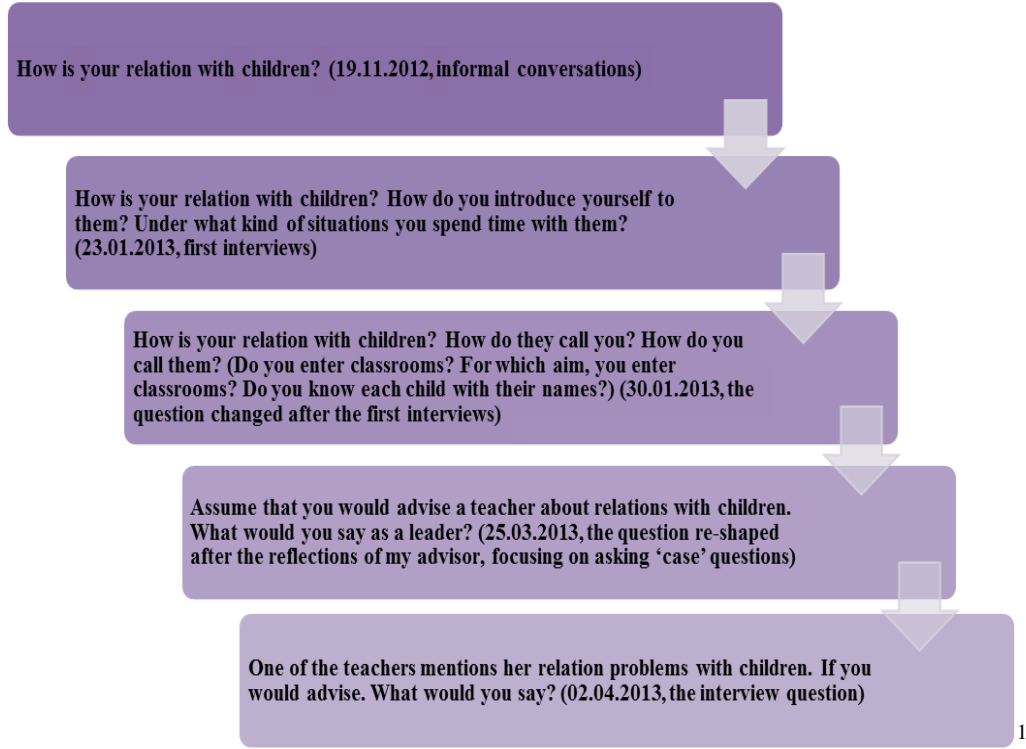 How is your relation with children? (19.11.2012, informal conversations)
How is your relation with children? How do you introduce yourself to
them? Under what kind of situations you spend time with them?
(23.01.2013, first interviews)
How is your relation with children? How do they call you? How do you
call them? (Do you enter classrooms? For which aim, you enter
classrooms? Do you know each child with their names?) (30.01.2013, the
question changed after the first interviews)
Assume that you would advise a teacher about relations with children.
What would you say as a leader? (25.03.2013, the question re-shaped
after the reflections of my advisor, focusing on asking ‘case’ questions)
One of the teachers mentions her relation problems with children. If you
would advise. What would you say? (02.04.2013, the interview question)
1